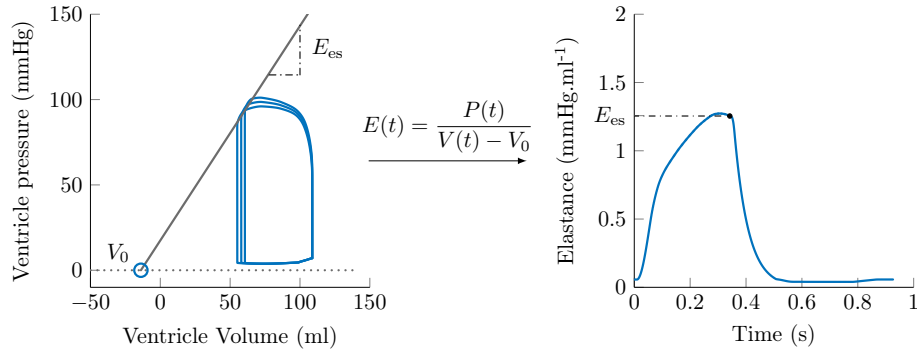 Ventricle pressure (mmHg)
150
100
50
0
E_es
V_0
−50 0 50 100 150
Ventricle Volume (ml)
E(t) = P(t) / (V(t) − V_0)
Elastance (mmHg.ml⁻¹)
2
1.5
1
0.5
0
E_es
0 0.2 0.4 0.6 0.8 1
Time (s)